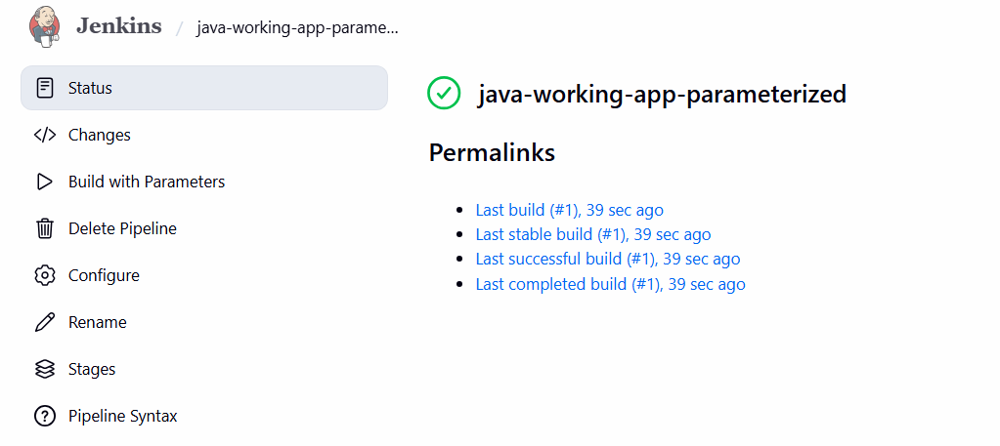 Jenkins / java-working-app-parame...
Status
Changes
Build with Parameters
Delete Pipeline
Configure
Rename
Stages
Pipeline Syntax
java-working-app-parameterized
Permalinks
Last build (#1), 39 sec ago
Last stable build (#1), 39 sec ago
Last successful build (#1), 39 sec ago
Last completed build (#1), 39 sec ago